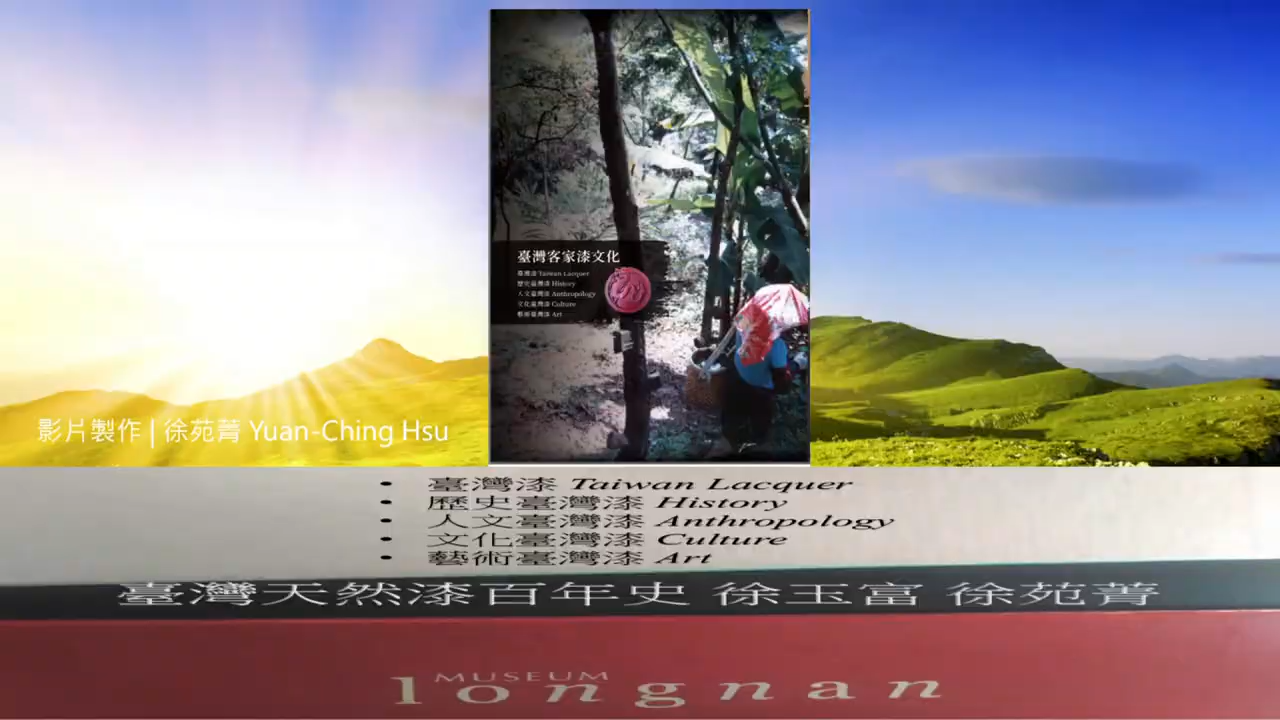 臺灣客家漆文化
臺灣漆 Taiwan Lacquer
歷史臺灣漆 History
人文臺灣漆 Anthropology
文化臺灣漆 Culture
藝術臺灣漆 Art
影片製作 | 徐苑菁 Yuan-Ching Hsu
• 臺灣漆 Taiwan Lacquer
• 歷史臺灣漆 History
• 人文臺灣漆 Anthropology
• 文化臺灣漆 Culture
• 藝術臺灣漆 Art
臺灣天然漆百年史 徐玉富 徐苑菁
MUSEUM
longnan